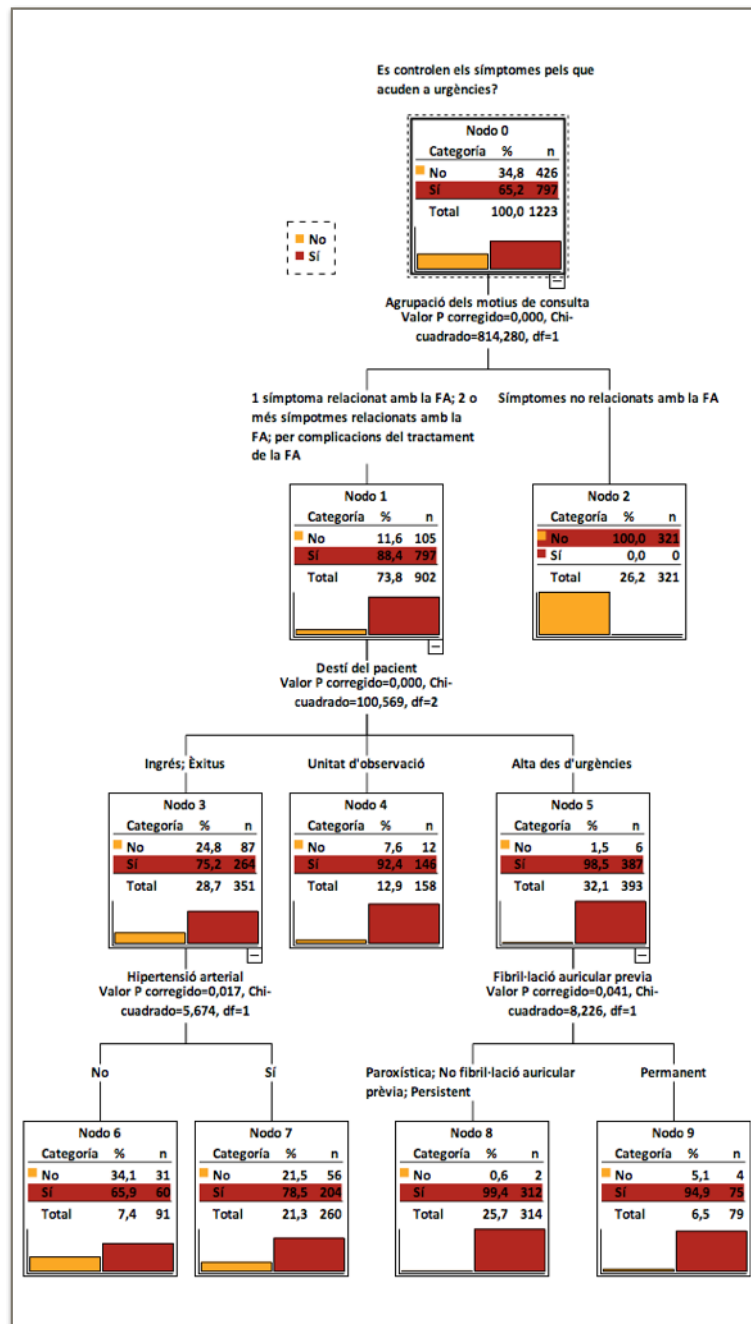 Es controlen els símptomes pels que
acuden a urgències?
Nodo 0
Categoría % n
No 34,8 426
Sí 65,2 797
Total 100,0 1223
No
Sí
Agrupació dels motius de consulta
Valor P corregido=0,000, Chi-
cuadrado=814,280, df=1
1 símptoma relacionat amb la FA; 2 o
més símpotmes relacionats amb la
FA; per complicacions del tractament
de la FA
Símptomes no relacionats amb la FA
Nodo 1
Categoría % n
No 11,6 105
Sí 88,4 797
Total 73,8 902
Nodo 2
Categoría % n
No 100,0 321
Sí 0,0 0
Total 26,2 321
Destí del pacient
Valor P corregido=0,000, Chi-
cuadrado=100,569, df=2
Ingrés; Èxitus
Unitat d'observació
Alta des d'urgències
Nodo 3
Categoría % n
No 24,8 87
Sí 75,2 264
Total 28,7 351
Nodo 4
Categoría % n
No 7,6 12
Sí 92,4 146
Total 12,9 158
Nodo 5
Categoría % n
No 1,5 6
Sí 98,5 387
Total 32,1 393
Hipertensió arterial
Valor P corregido=0,017, Chi-
cuadrado=5,674, df=1
Fibril·lació auricular previa
Valor P corregido=0,041, Chi-
cuadrado=8,226, df=1
No
Sí
Paroxística; No fibril·lació auricular
prèvia; Persistent
Permanent
Nodo 6
Categoría % n
No 34,1 31
Sí 65,9 60
Total 7,4 91
Nodo 7
Categoría % n
No 21,5 56
Sí 78,5 204
Total 21,3 260
Nodo 8
Categoría % n
No 0,6 2
Sí 99,4 312
Total 25,7 314
Nodo 9
Categoría % n
No 5,1 4
Sí 94,9 75
Total 6,5 79